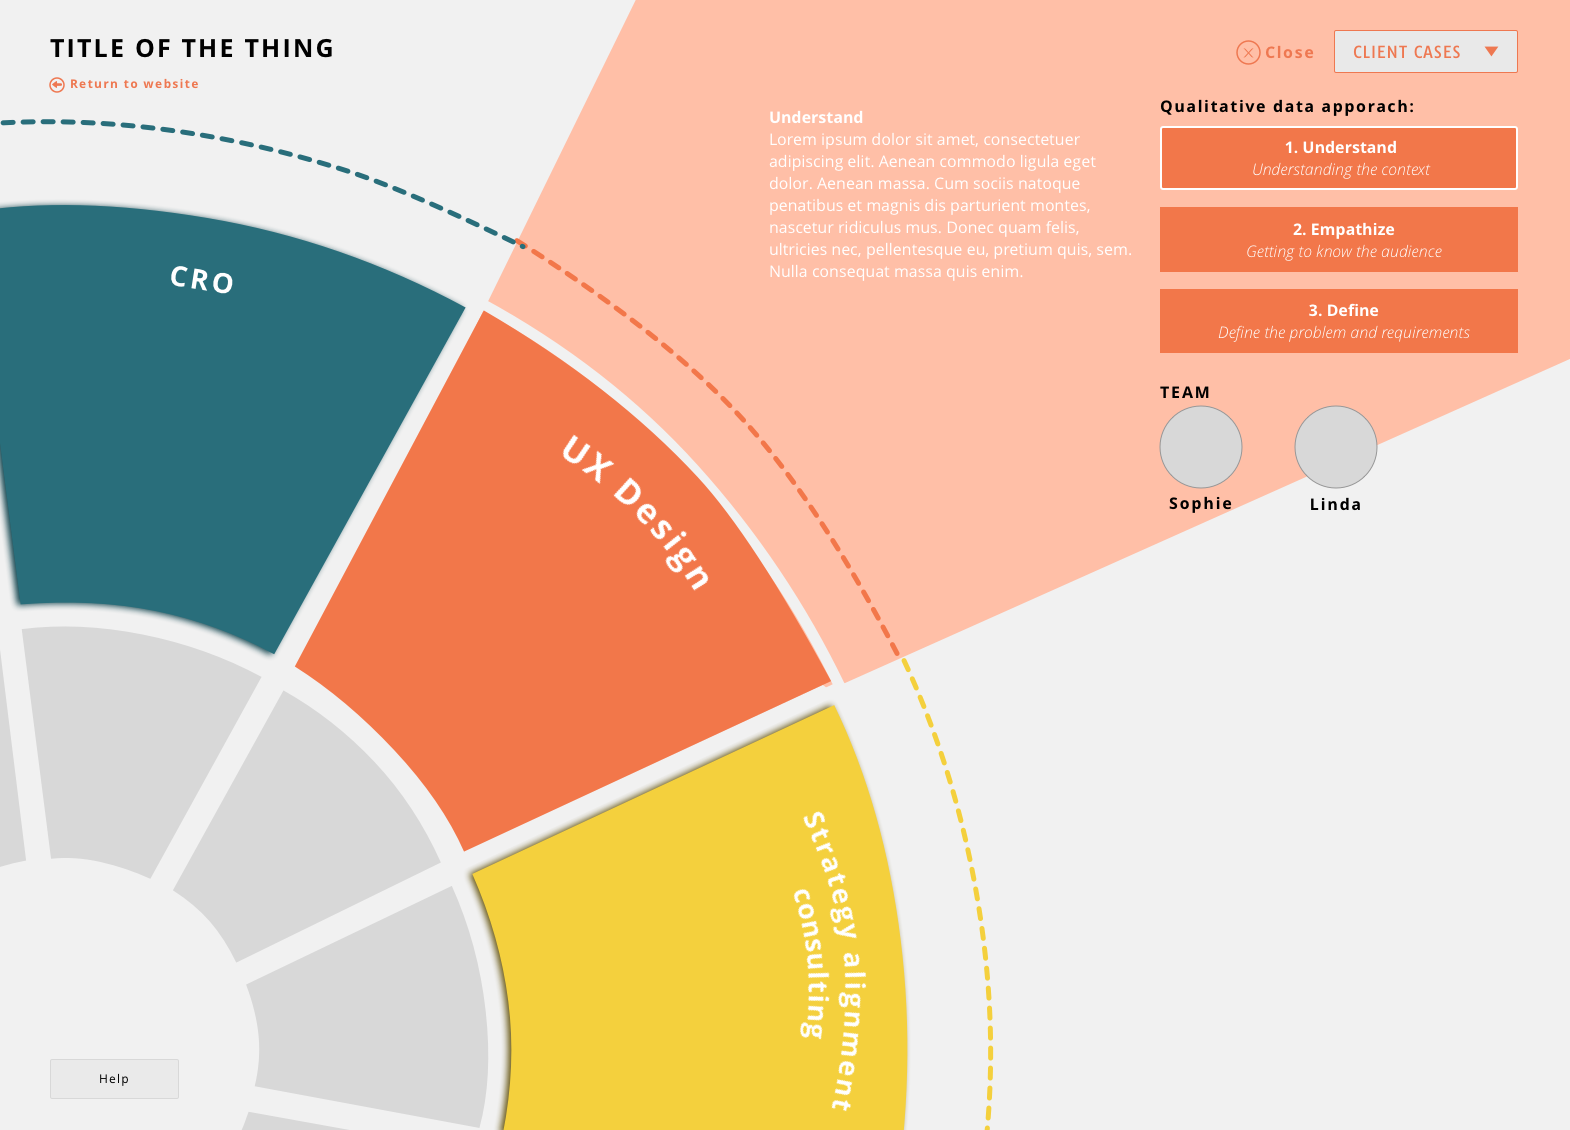 TITLE OF THE THING
Return to website
Close
CLIENT CASES
Understand
Lorem ipsum dolor sit amet, consectetuer
adipiscing elit. Aenean commodo ligula eget
dolor. Aenean massa. Cum sociis natoque
penatibus et magnis dis parturient montes,
nascetur ridiculus mus. Donec quam felis,
ultricies nec, pellentesque eu, pretium quis, sem.
Nulla consequat massa quis enim.
Qualitative data apporach:
1. Understand
Understanding the context
2. Empathize
Getting to know the audience
3. Define
Define the problem and requirements
TEAM
Sophie
Linda
CRO
UX Design
Strategy alignment
consulting
Help